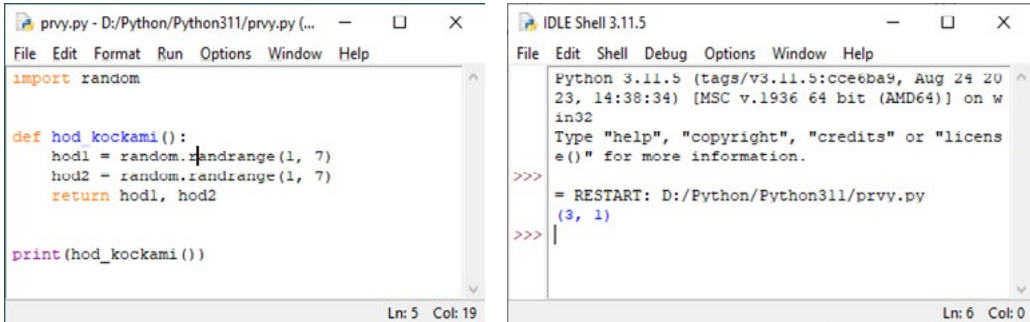 prvy.py - D:/Python/Python311/prvy.py (...
File Edit Format Run Options Window Help
import random
def hod_kockami():
    hod1 = random.randrange(1, 7)
    hod2 = random.randrange(1, 7)
    return hod1, hod2
print(hod_kockami())
Ln: 5 Col: 19
IDLE Shell 3.11.5
File Edit Shell Debug Options Window Help
Python 3.11.5 (tags/v3.11.5:cce6ba9, Aug 24 20
23, 14:38:34) [MSC v.1936 64 bit (AMD64)] on w
in32
Type "help", "copyright", "credits" or "licens
e()" for more information.
>>>
= RESTART: D:/Python/Python311/prvy.py
(3, 1)
>>>
Ln: 6 Col: 0